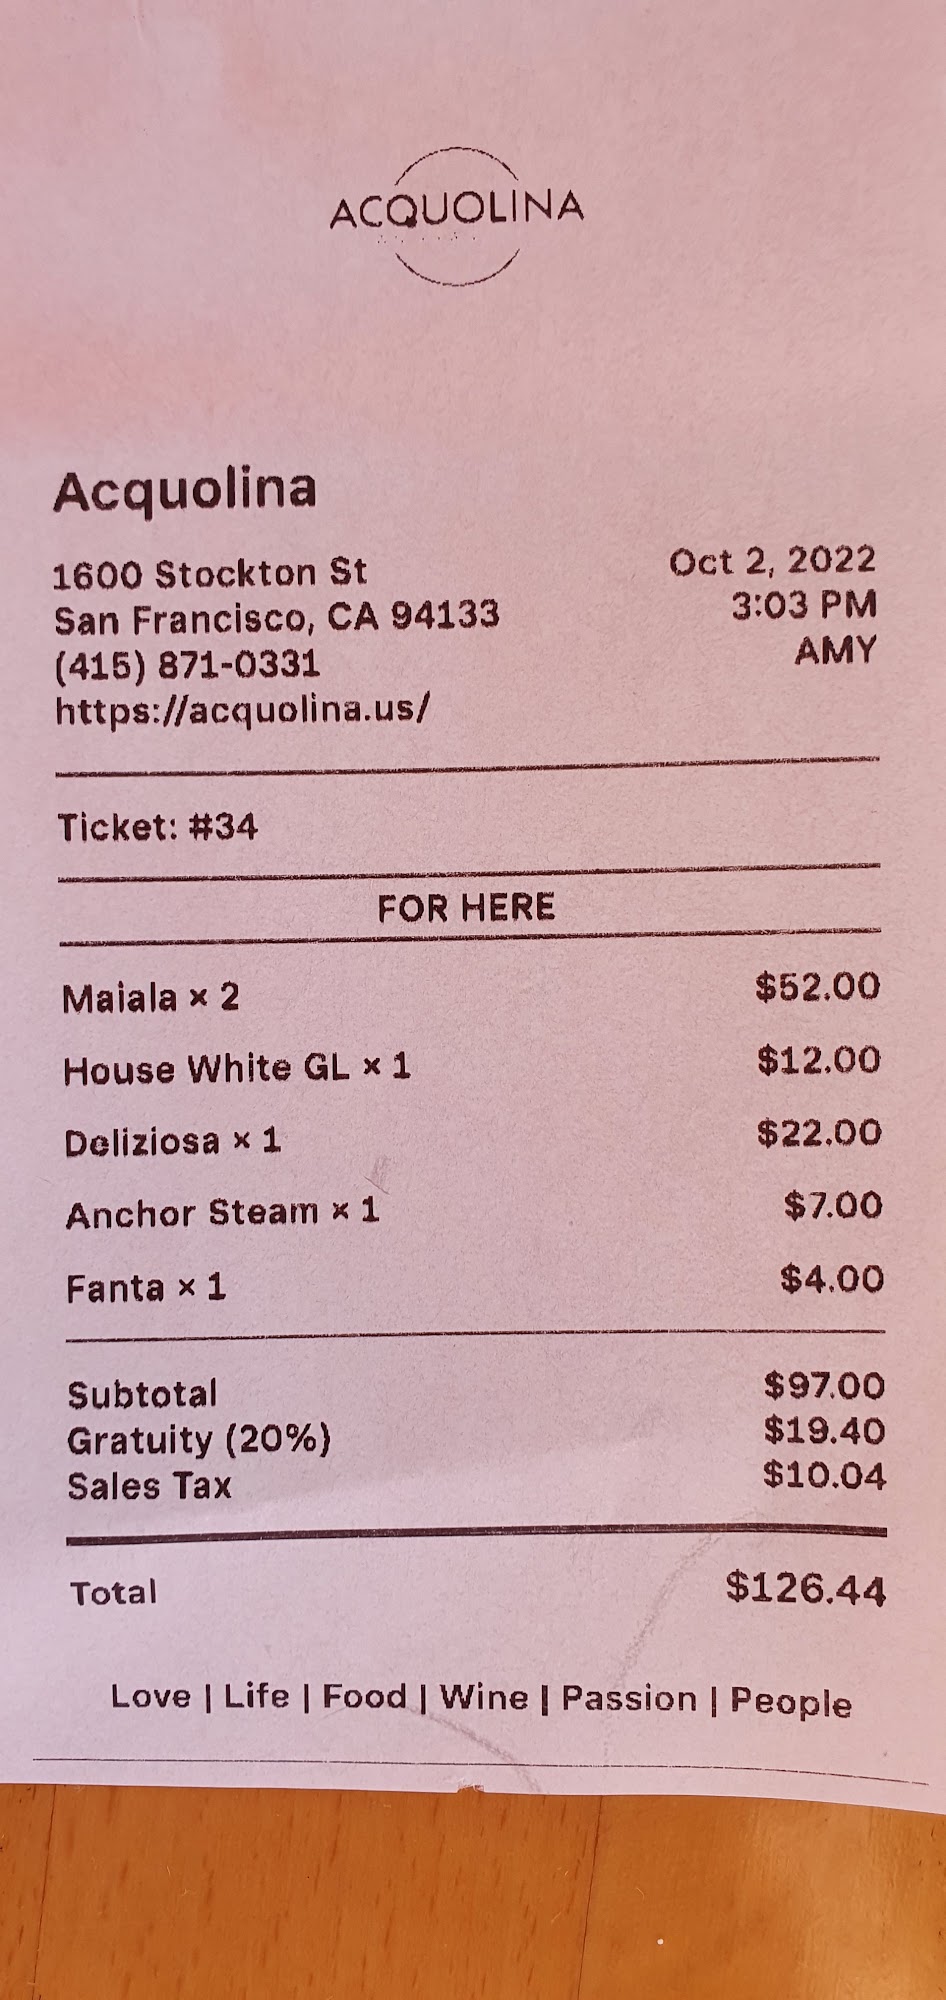 ACQUOLINA
Acquolina
1600 Stockton St
San Francisco, CA 94133
(415) 871-0331
https://acquolina.us/
Oct 2, 2022
3:03 PM
AMY
Ticket: #34
FOR HERE
Maiala × 2 $52.00
House White GL × 1 $12.00
Deliziosa × 1 $22.00
Anchor Steam × 1 $7.00
Fanta × 1 $4.00
Subtotal $97.00
Gratuity (20%) $19.40
Sales Tax $10.04
Total $126.44
Love | Life | Food | Wine | Passion | People